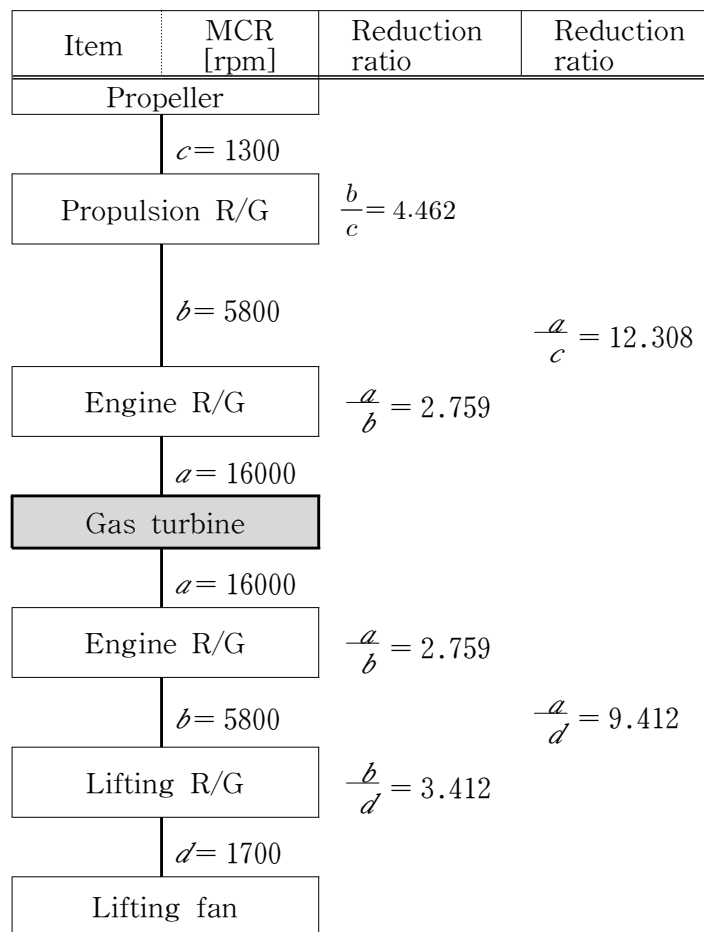 Item MCR [rpm] Reduction ratio Reduction ratio
Propeller
c= 1300
Propulsion R/G b/c = 4.462
b= 5800
a/c = 12.308
Engine R/G a/b = 2.759
a= 16000
Gas turbine
a= 16000
Engine R/G a/b = 2.759
b= 5800 a/d = 9.412
Lifting R/G b/d = 3.412
d= 1700
Lifting fan